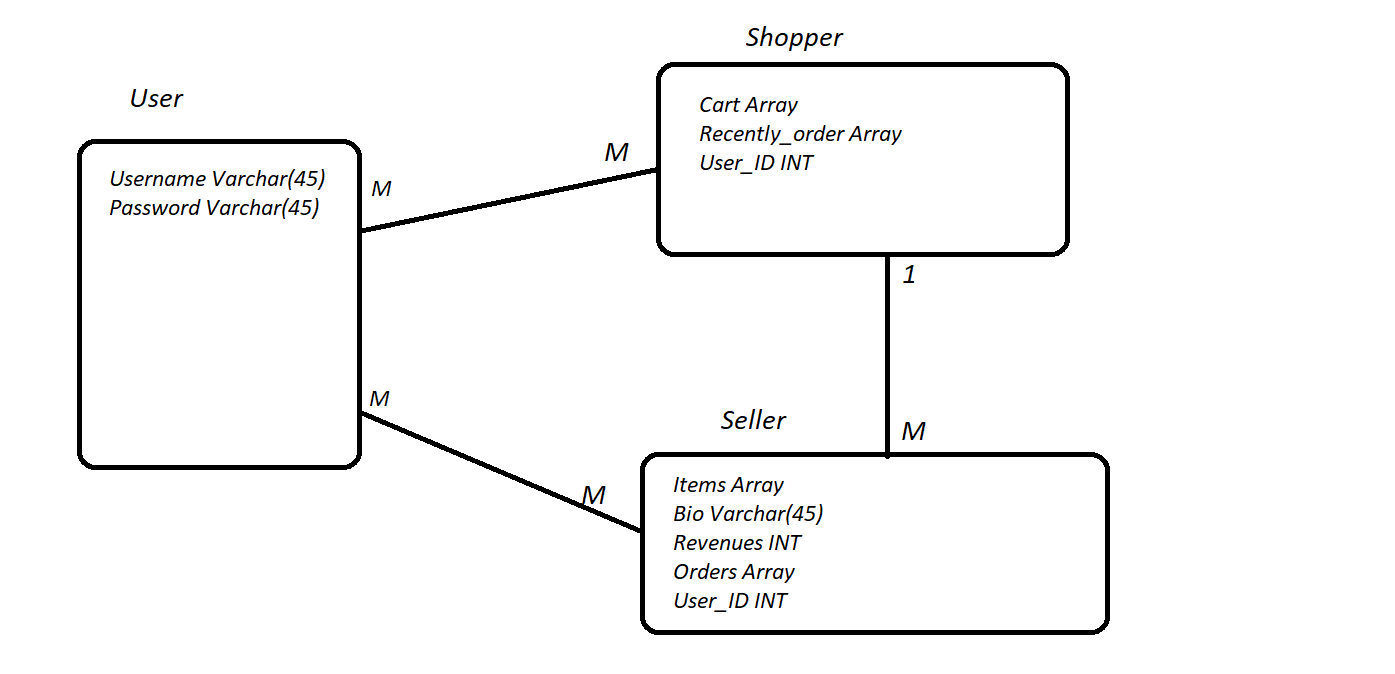 User
Username Varchar(45)
Password Varchar(45)
M
M
M
M
Shopper
Cart Array
Recently_order Array
User_ID INT
1
M
Seller
Items Array
Bio Varchar(45)
Revenues INT
Orders Array
User_ID INT